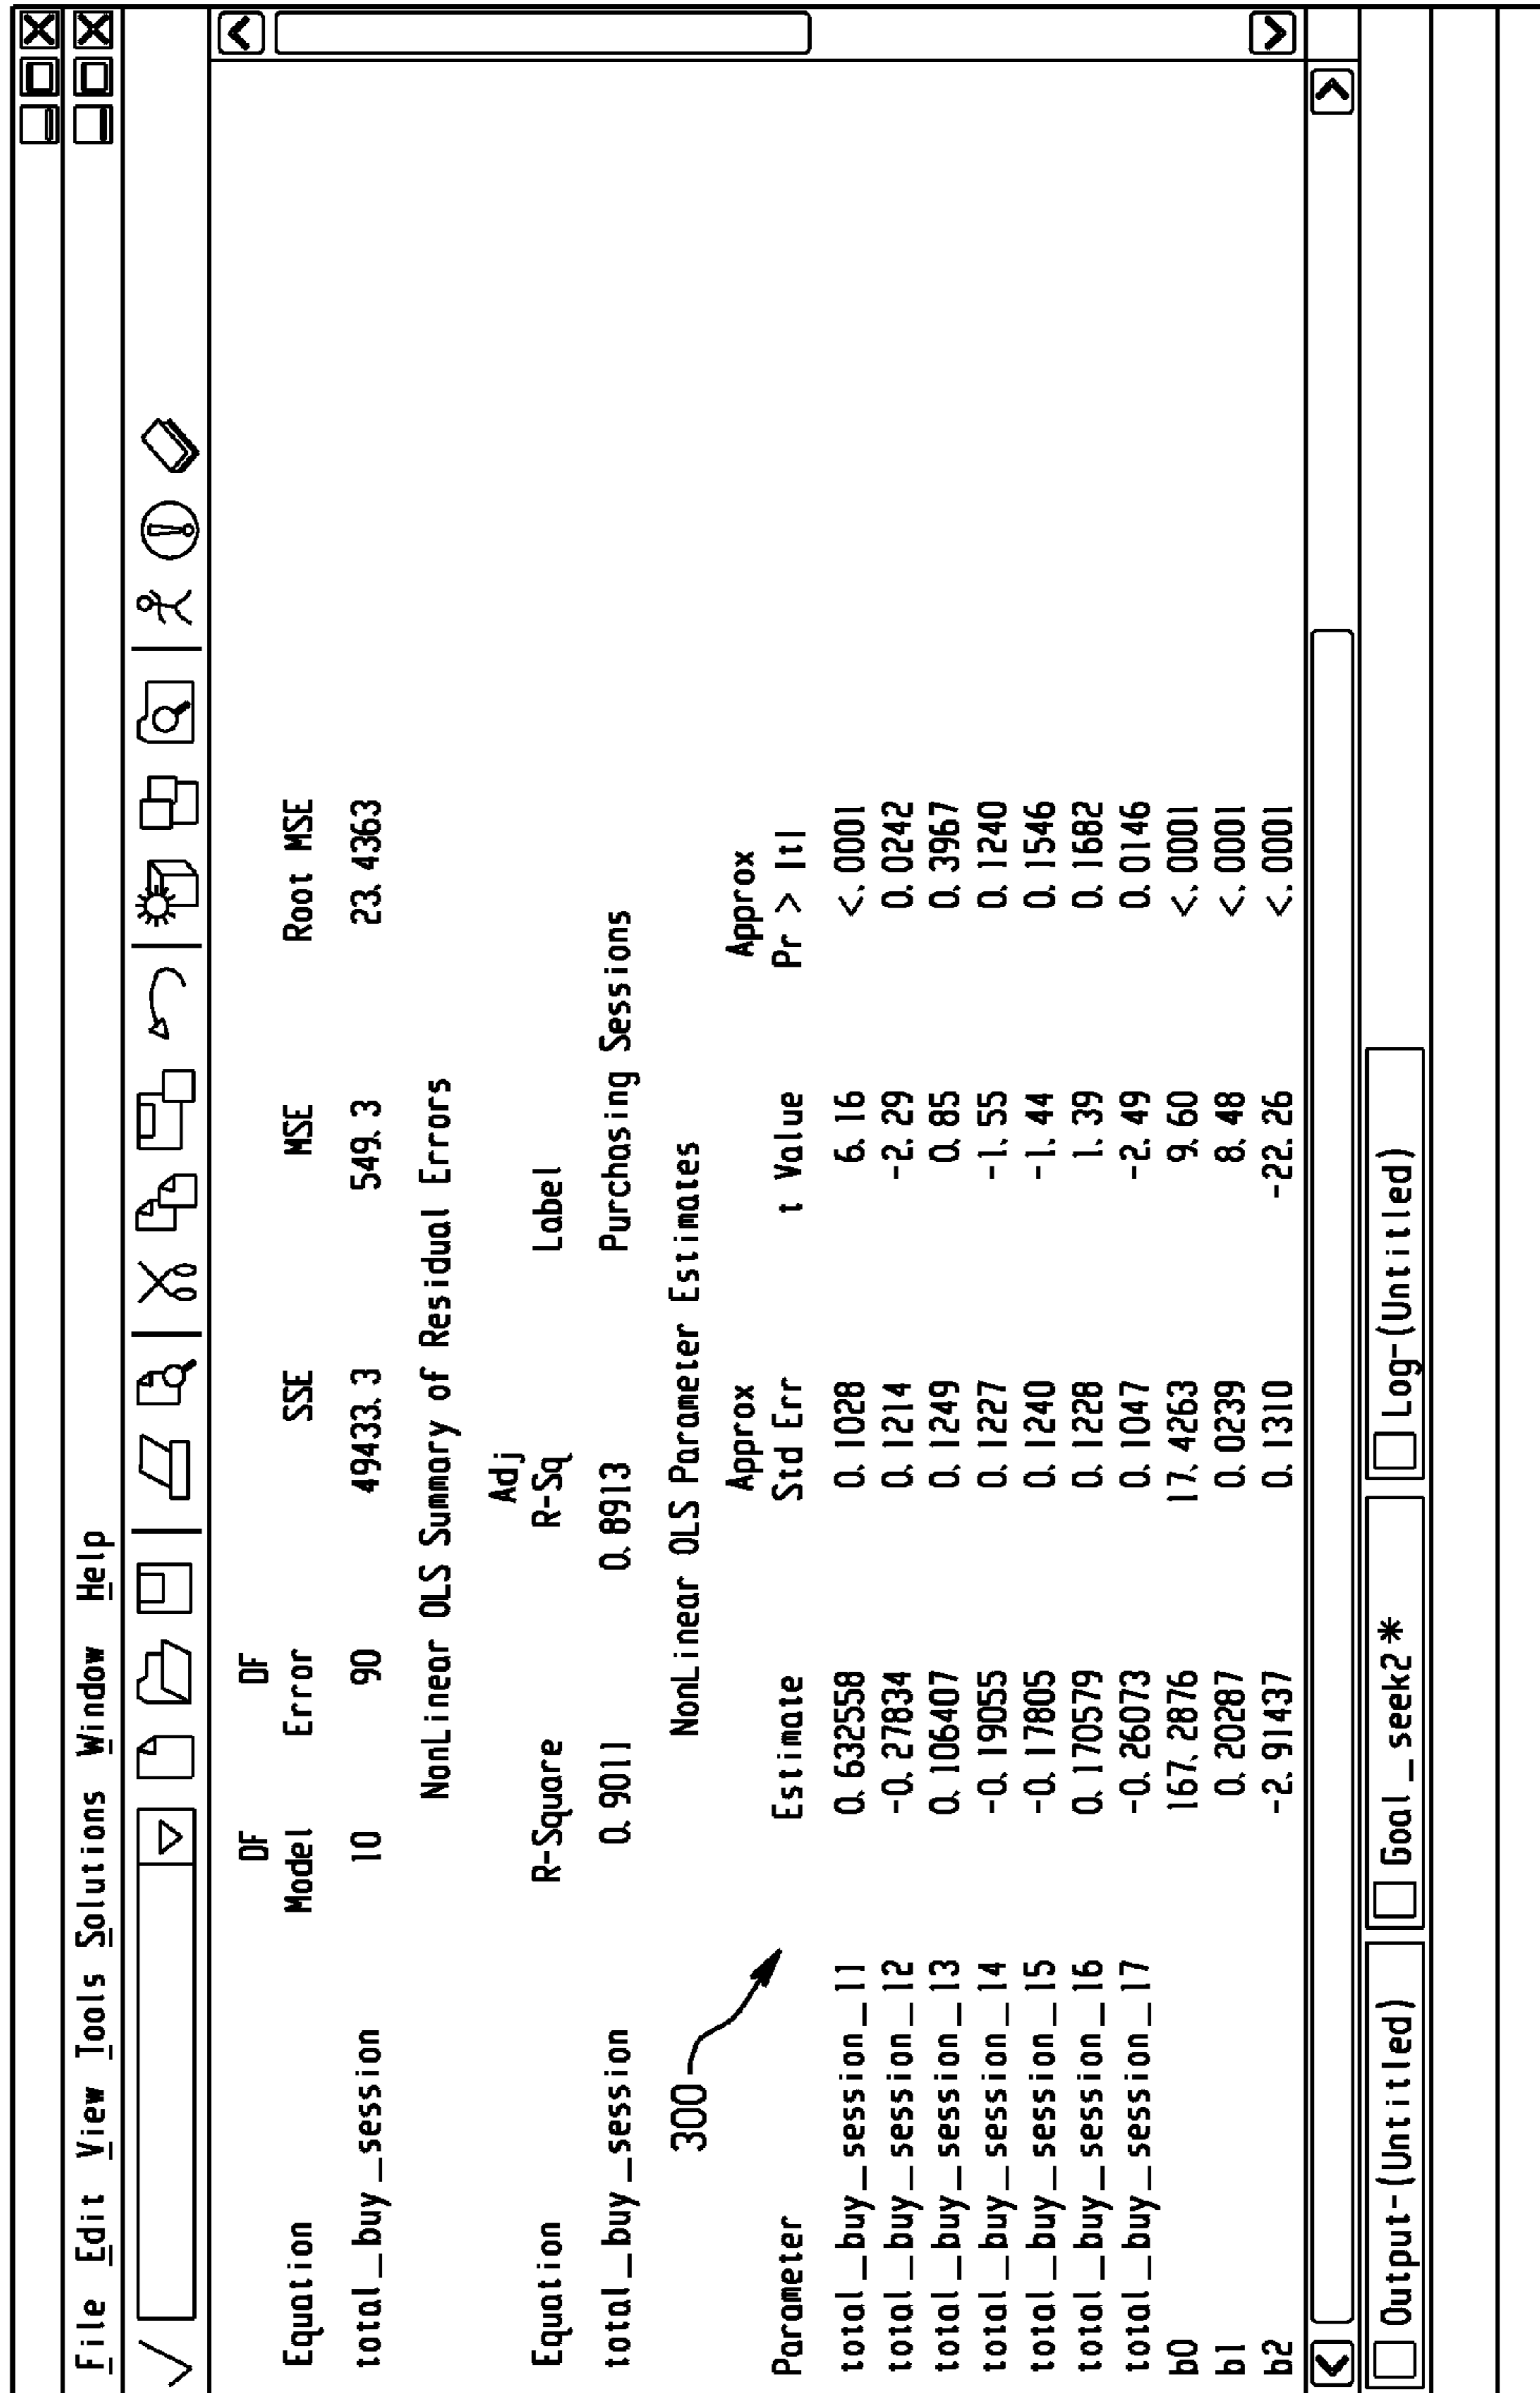 File Edit View Tools Solutions Window Help
DF DF
Equation Model Error SSE MSE Root MSE
total_buy_session 10 90 49433.3 549.3 23.4363
NonLinear OLS Summary of Residual Errors
Adj
Equation R-Square R-Sq Label
total_buy_session 0.9011 0.8913 Purchasing Sessions
300
NonLinear OLS Parameter Estimates
Approx Approx
Parameter Estimate Std Err t Value Pr > |t|
total_buy_session_l1 0.632558 0.1028 6.16 <.0001
total_buy_session_l2 -0.27834 0.1214 -2.29 0.0242
total_buy_session_l3 0.106407 0.1249 0.85 0.3967
total_buy_session_l4 -0.19055 0.1227 -1.55 0.1240
total_buy_session_l5 -0.17805 0.1240 -1.44 0.1546
total_buy_session_l6 0.170579 0.1228 1.39 0.1682
total_buy_session_l7 -0.26073 0.1047 -2.49 0.0146
b0 167.2876 17.4263 9.60 <.0001
b1 0.20287 0.0239 8.48 <.0001
b2 -2.91437 0.1310 -22.26 <.0001
Output-(Untitled) Goal_seek2* Log-(Untitled)